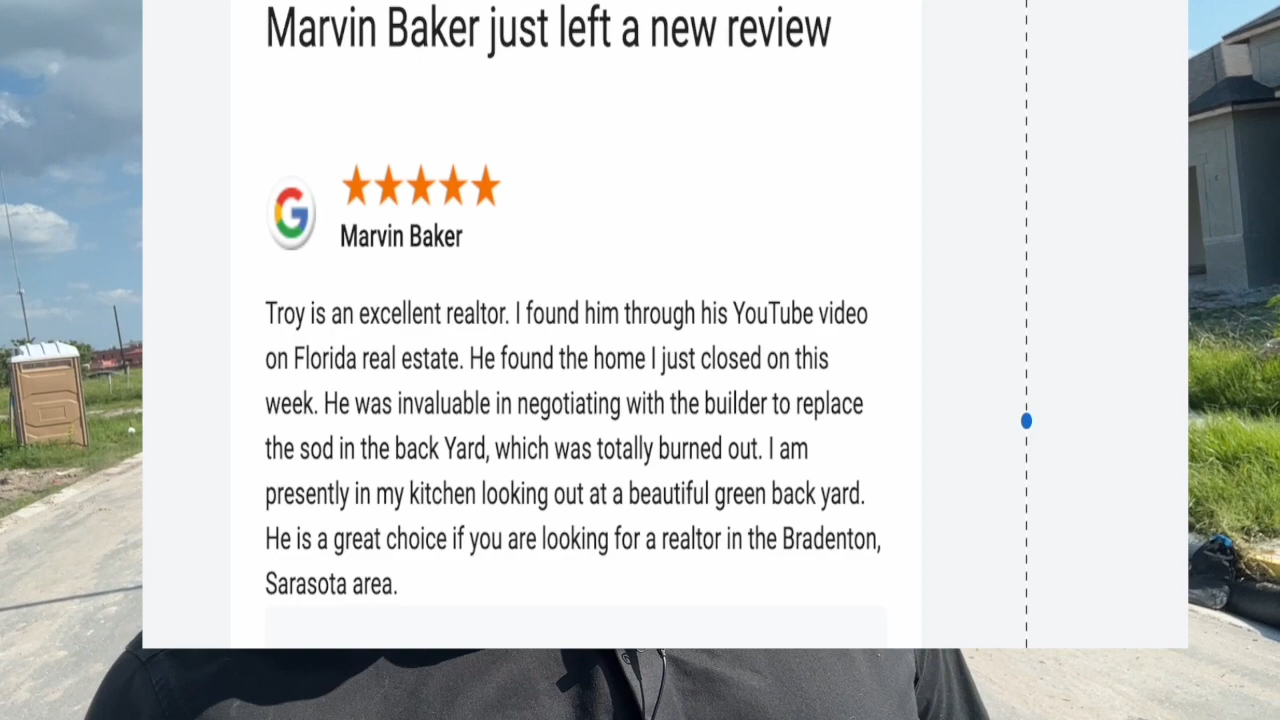 Marvin Baker just left a new review
Marvin Baker
Troy is an excellent realtor. I found him through his YouTube video
on Florida real estate. He found the home I just closed on this
week. He was invaluable in negotiating with the builder to replace
the sod in the back Yard, which was totally burned out. I am
presently in my kitchen looking out at a beautiful green back yard.
He is a great choice if you are looking for a realtor in the Bradenton,
Sarasota area.